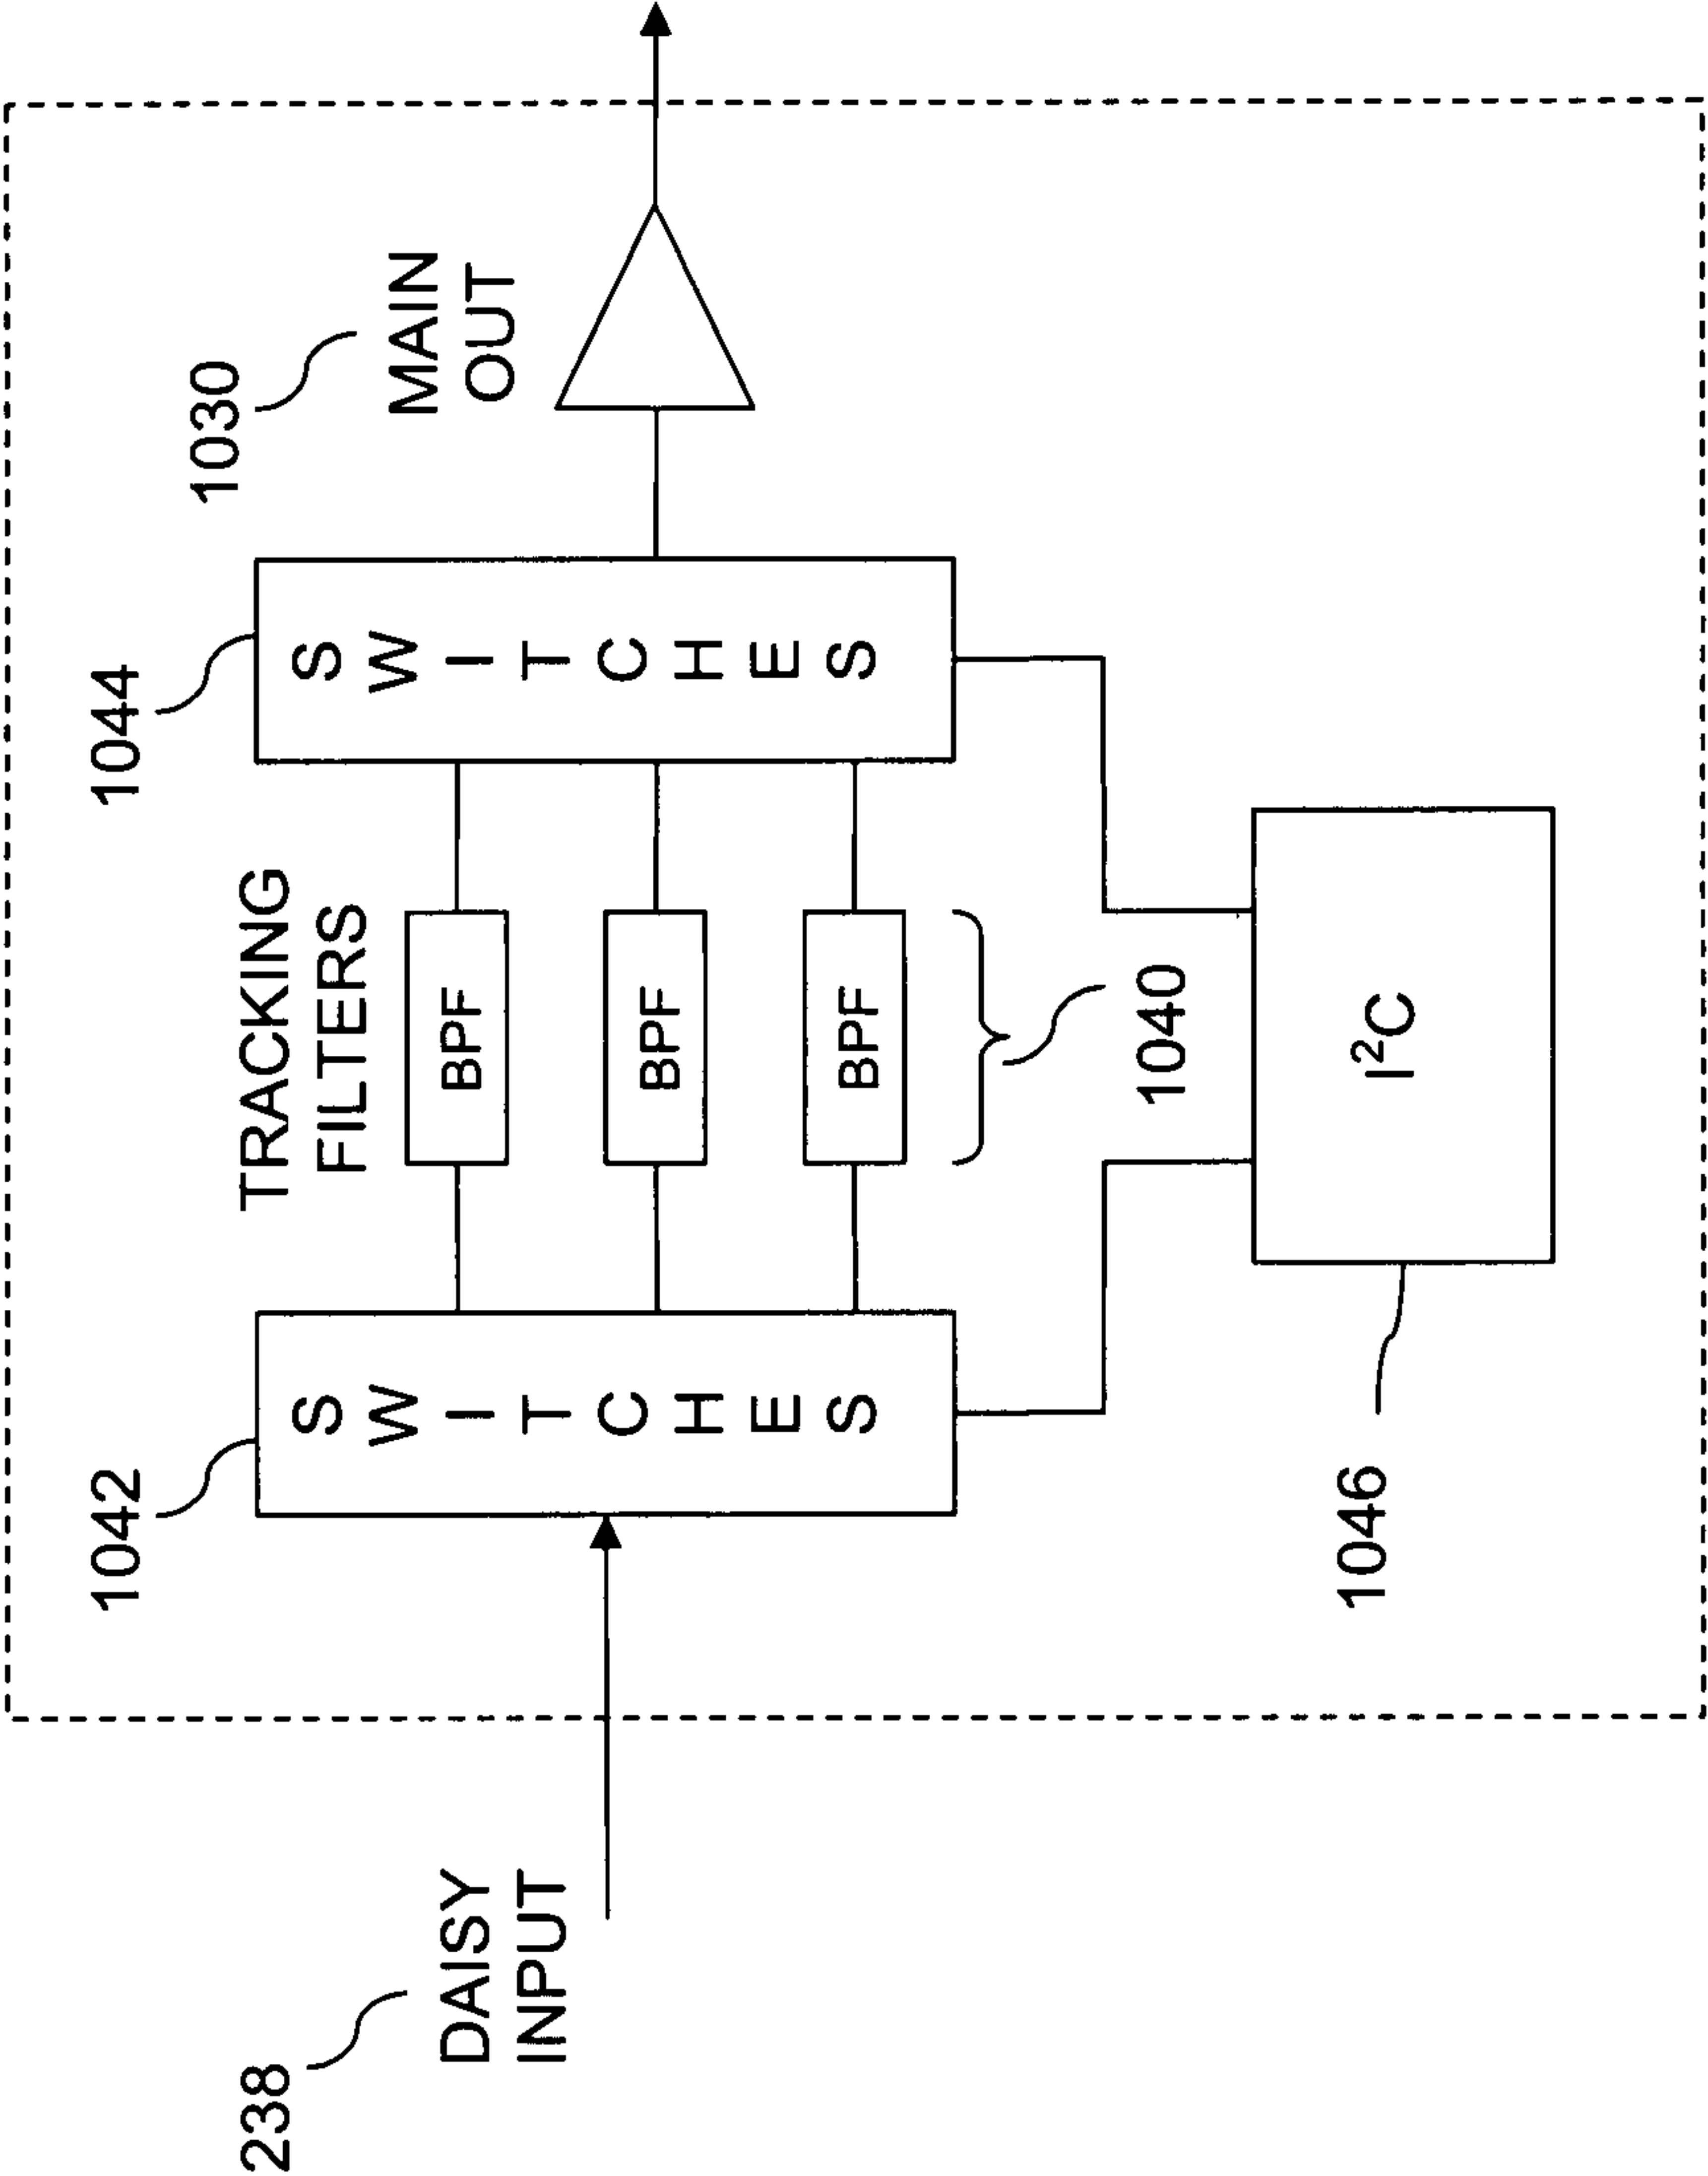 238
DAISY
INPUT
1042
SWITCHES
TRACKING
FILTERS
BPF
BPF
BPF
1040
1044
SWITCHES
1030
MAIN
OUT
1046
I²C